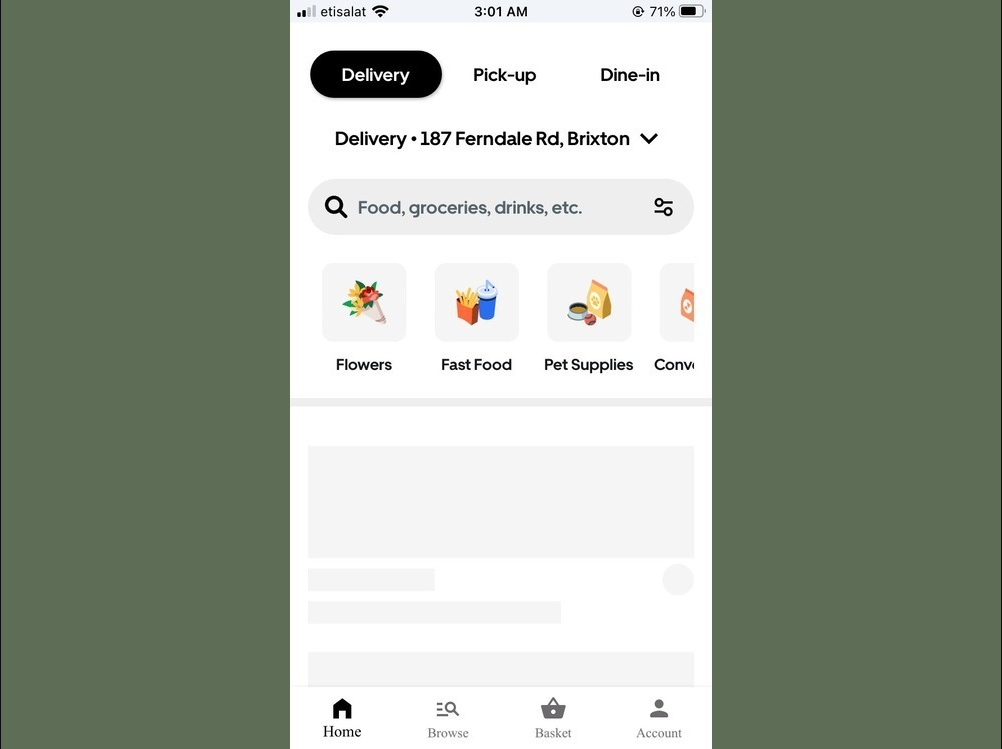 etisalat 3:01 AM 71%
Delivery Pick-up Dine-in
Delivery • 187 Ferndale Rd, Brixton
Food, groceries, drinks, etc.
Flowers Fast Food Pet Supplies Conv
Home Browse Basket Account